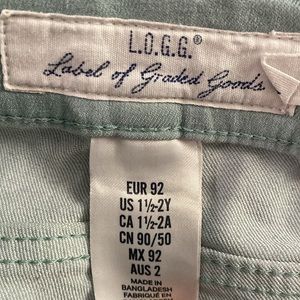 L.O.G.G.®
Label of Graded Goods
EUR 92
US 1½-2Y
CA 1½-2A
CN 90/50
MX 92
AUS 2
MADE IN
BANGLADESH
FABRIQUÉ EN